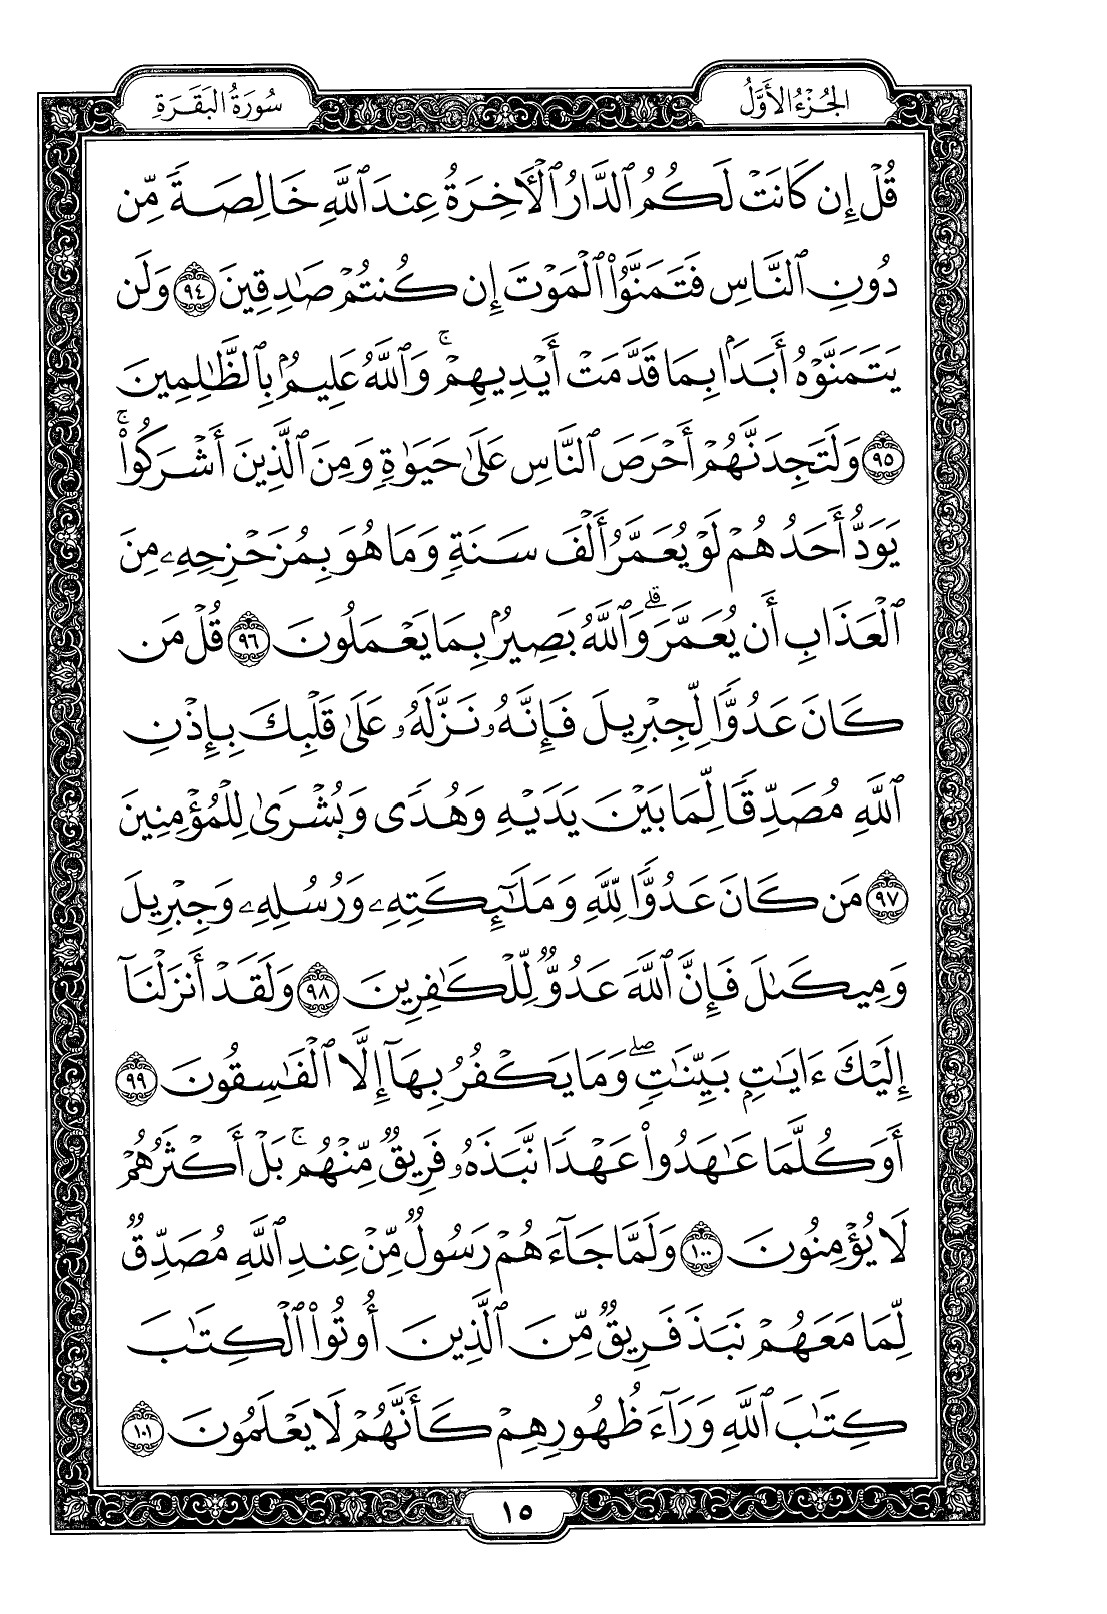 الجُزْءُ الأَوَّلُ
سُورَةُ البَقَرَةِ
قُلْ إِن كَانَتْ لَكُمُ ٱلدَّارُ ٱلْأَخِرَةُ عِندَ ٱللَّهِ خَالِصَةً مِّن
دُونِ ٱلنَّاسِ فَتَمَنَّوُا۟ ٱلْمَوْتَ إِن كُنتُمْ صَٰدِقِينَ ٩٤ وَلَن
يَتَمَنَّوْهُ أَبَدَۢا بِمَا قَدَّمَتْ أَيْدِيهِمْ ۚ وَٱللَّهُ عَلِيمُۢ بِٱلظَّٰلِمِينَ
٩٥ وَلَتَجِدَنَّهُمْ أَحْرَصَ ٱلنَّاسِ عَلَىٰ حَيَوٰةٍ وَمِنَ ٱلَّذِينَ أَشْرَكُوا۟ ۚ
يَوَدُّ أَحَدُهُمْ لَوْ يُعَمَّرُ أَلْفَ سَنَةٍ وَمَا هُوَ بِمُزَحْزِحِهِۦ مِنَ
ٱلْعَذَابِ أَن يُعَمَّرَ ۗ وَٱللَّهُ بَصِيرُۢ بِمَا يَعْمَلُونَ ٩٦ قُلْ مَن
كَانَ عَدُوًّا لِّجِبْرِيلَ فَإِنَّهُۥ نَزَّلَهُۥ عَلَىٰ قَلْبِكَ بِإِذْنِ
ٱللَّهِ مُصَدِّقًا لِّمَا بَيْنَ يَدَيْهِ وَهُدًى وَبُشْرَىٰ لِلْمُؤْمِنِينَ
٩٧ مَن كَانَ عَدُوًّا لِّلَّهِ وَمَلَٰٓئِكَتِهِۦ وَرُسُلِهِۦ وَجِبْرِيلَ
وَمِيكَىٰلَ فَإِنَّ ٱللَّهَ عَدُوٌّ لِّلْكَٰفِرِينَ ٩٨ وَلَقَدْ أَنزَلْنَآ
إِلَيْكَ ءَايَٰتٍۭ بَيِّنَٰتٍ ۖ وَمَا يَكْفُرُ بِهَآ إِلَّا ٱلْفَٰسِقُونَ ٩٩
أَوَكُلَّمَا عَٰهَدُوا۟ عَهْدًا نَّبَذَهُۥ فَرِيقٌ مِّنْهُم ۚ بَلْ أَكْثَرُهُمْ
لَا يُؤْمِنُونَ ١٠٠ وَلَمَّا جَآءَهُمْ رَسُولٌ مِّنْ عِندِ ٱللَّهِ مُصَدِّقٌ
لِّمَا مَعَهُمْ نَبَذَ فَرِيقٌ مِّنَ ٱلَّذِينَ أُوتُوا۟ ٱلْكِتَٰبَ
كِتَٰبَ ٱللَّهِ وَرَآءَ ظُهُورِهِمْ كَأَنَّهُمْ لَا يَعْلَمُونَ ١٠١
١٥